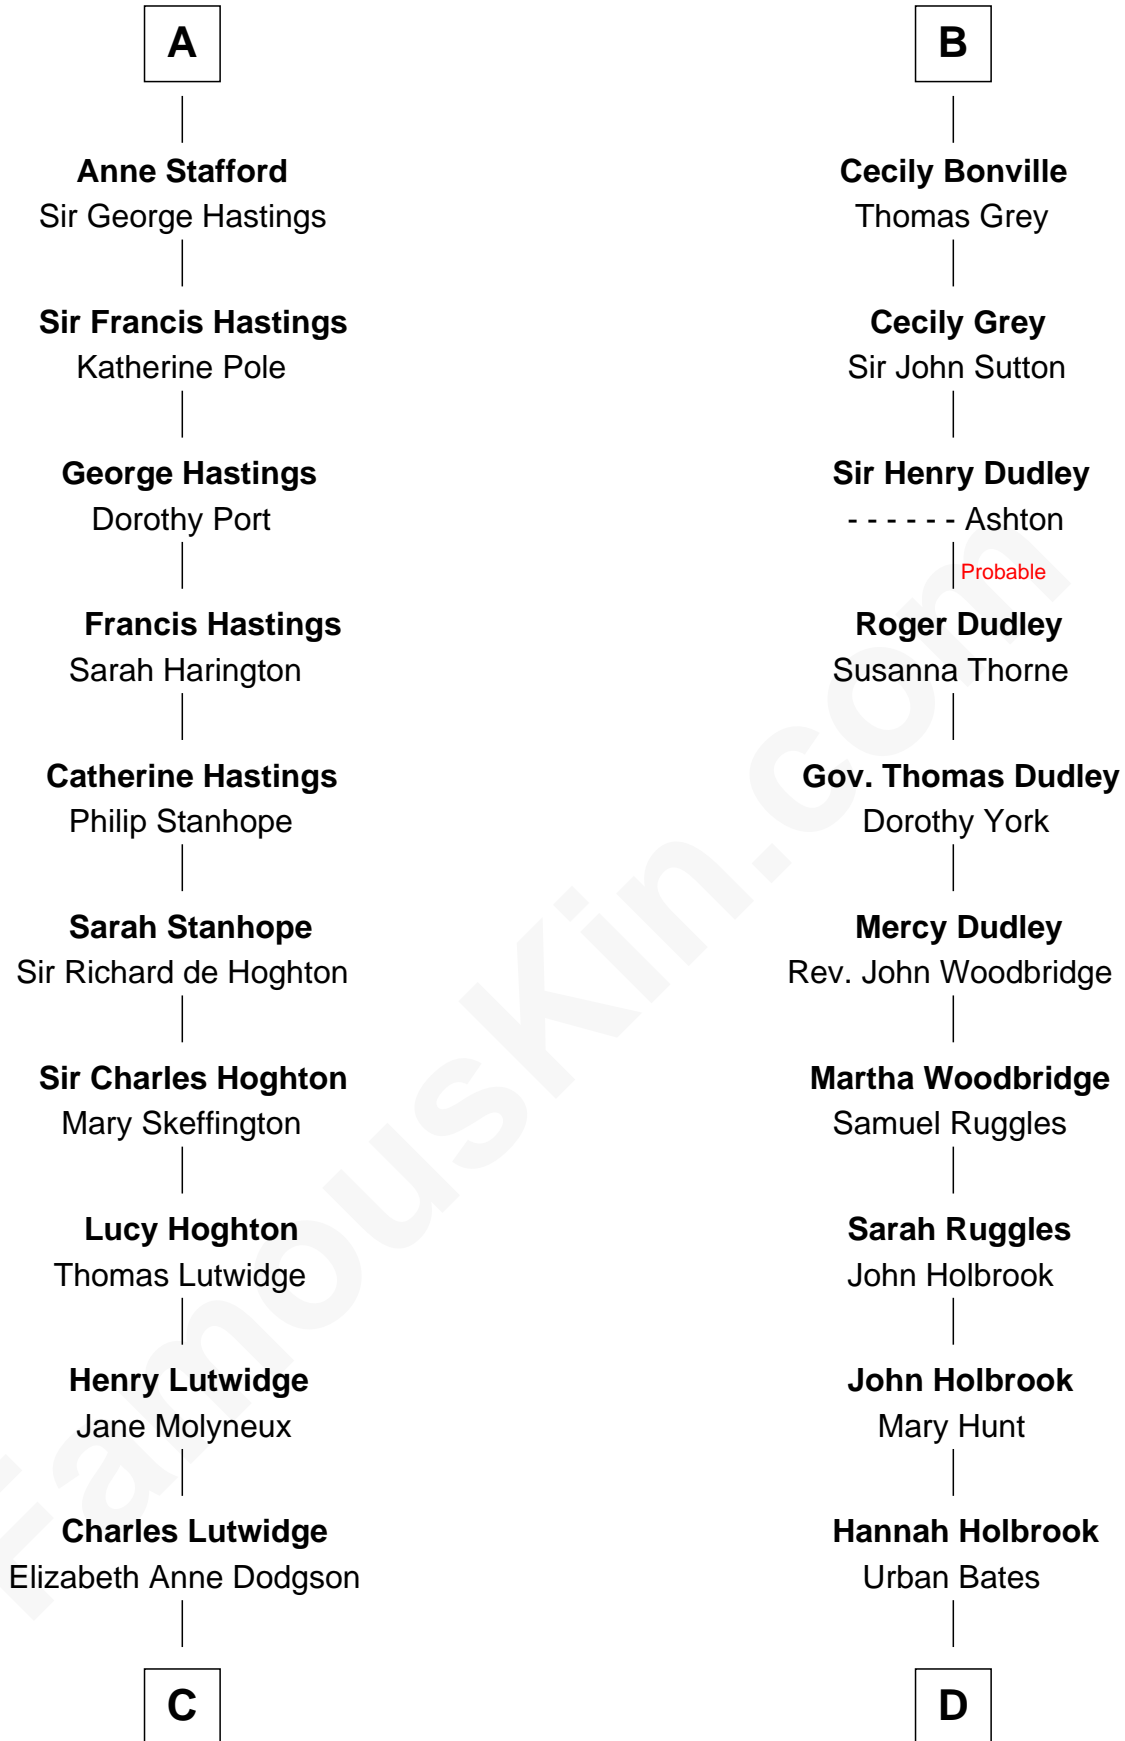 A
Anne Stafford
Sir George Hastings
Sir Francis Hastings
Katherine Pole
George Hastings
Dorothy Port
Francis Hastings
Sarah Harington
Catherine Hastings
Philip Stanhope
Sarah Stanhope
Sir Richard de Hoghton
Sir Charles Hoghton
Mary Skeffington
Lucy Hoghton
Thomas Lutwidge
Henry Lutwidge
Jane Molyneux
Charles Lutwidge
Elizabeth Anne Dodgson
C
B
Cecily Bonville
Thomas Grey
Cecily Grey
Sir John Sutton
Sir Henry Dudley
- - - - - - Ashton
Probable
Roger Dudley
Susanna Thorne
Gov. Thomas Dudley
Dorothy York
Mercy Dudley
Rev. John Woodbridge
Martha Woodbridge
Samuel Ruggles
Sarah Ruggles
John Holbrook
John Holbrook
Mary Hunt
Hannah Holbrook
Urban Bates
D
FamousKin.com